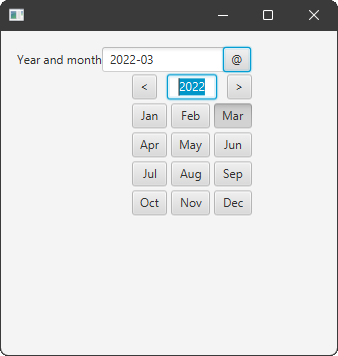 Year and month 2022-03 @
< 2022 >
Jan Feb Mar
Apr May Jun
Jul Aug Sep
Oct Nov Dec